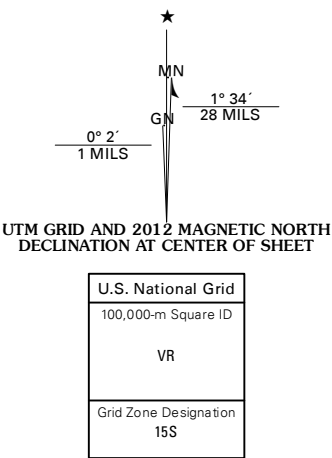 ★
MN
1° 34´
28 MILS
GN
0° 2´
1 MILS
UTM GRID AND 2012 MAGNETIC NORTH
DECLINATION AT CENTER OF SHEET
U.S. National Grid
100,000-m Square ID
VR
Grid Zone Designation
15S